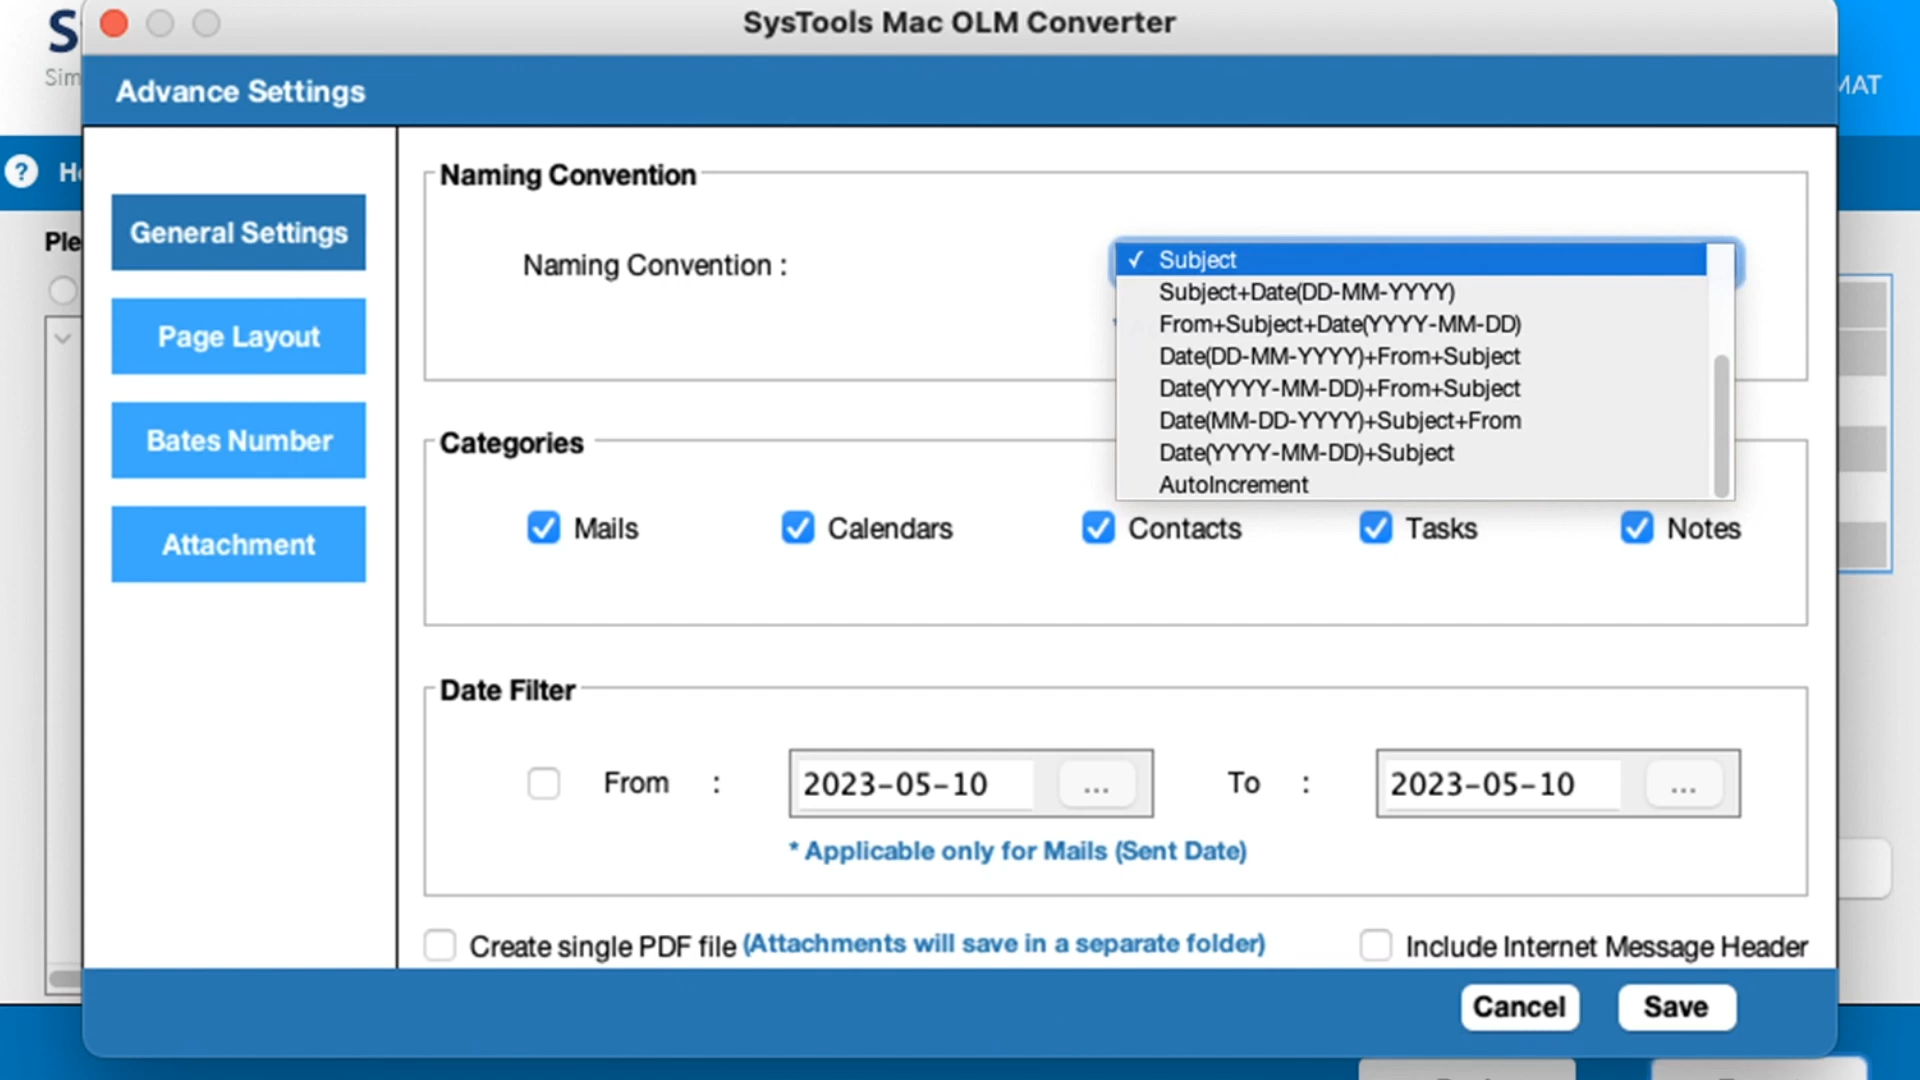 SysTools Mac OLM Converter
S
Sim
MAT
Advance Settings
? He
Ple
General Settings
Page Layout
Bates Number
Attachment
Naming Convention
Naming Convention :
✓ Subject
Subject+Date(DD-MM-YYYY)
From+Subject+Date(YYYY-MM-DD)
Date(DD-MM-YYYY)+From+Subject
Date(YYYY-MM-DD)+From+Subject
Date(MM-DD-YYYY)+Subject+From
Date(YYYY-MM-DD)+Subject
AutoIncrement
Categories
Mails Calendars Contacts Tasks Notes
Date Filter
From : 2023-05-10 ... To : 2023-05-10 ...
* Applicable only for Mails (Sent Date)
Create single PDF file (Attachments will save in a separate folder) Include Internet Message Header
Cancel Save